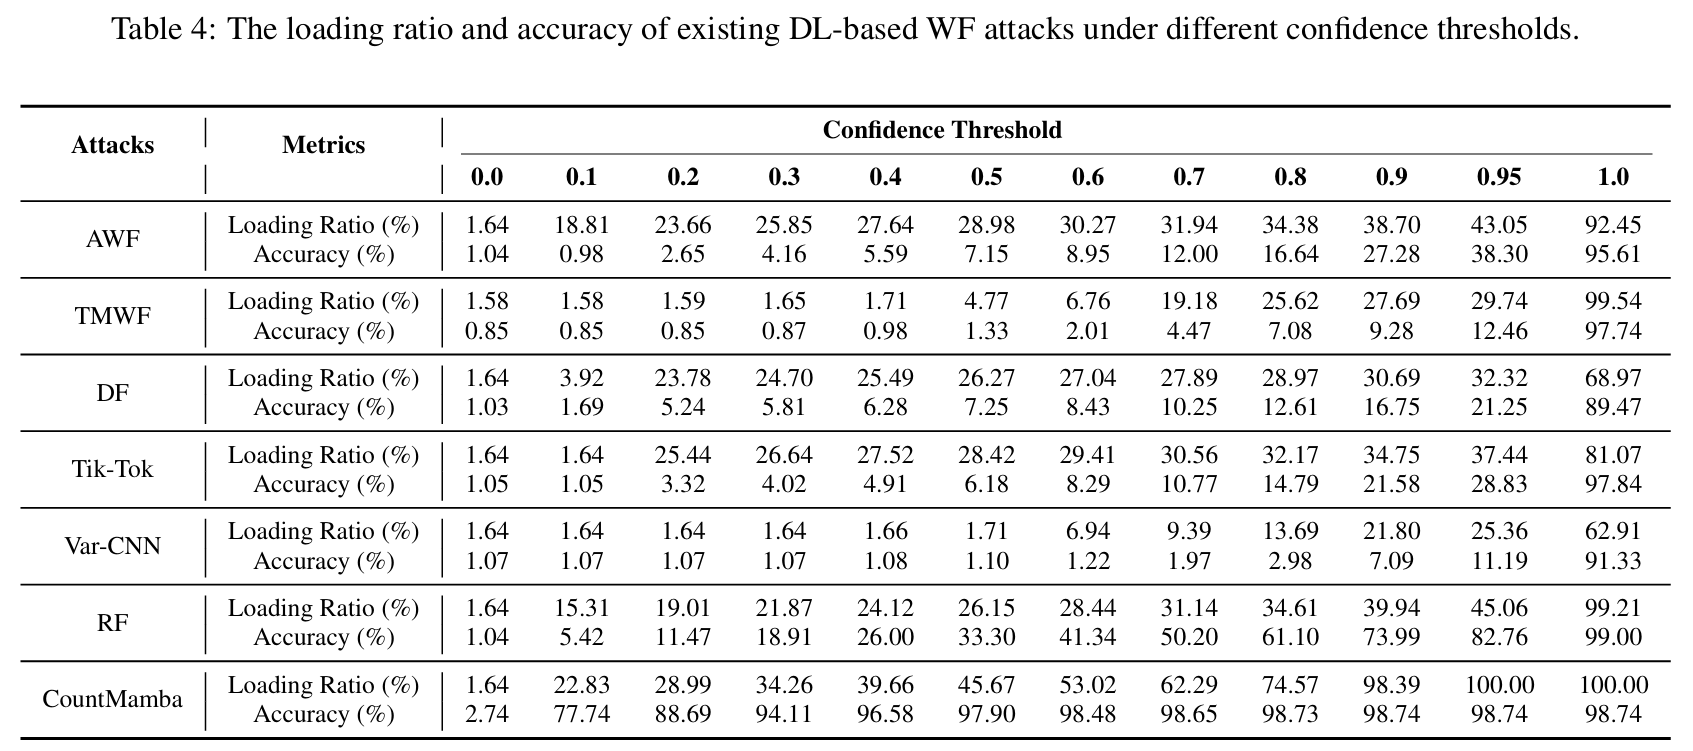 Table 4: The loading ratio and accuracy of existing DL-based WF attacks under different confidence thresholds.
Attacks Metrics Confidence Threshold
0.0 0.1 0.2 0.3 0.4 0.5 0.6 0.7 0.8 0.9 0.95 1.0
AWF Loading Ratio (%) 1.64 18.81 23.66 25.85 27.64 28.98 30.27 31.94 34.38 38.70 43.05 92.45
Accuracy (%) 1.04 0.98 2.65 4.16 5.59 7.15 8.95 12.00 16.64 27.28 38.30 95.61
TMWF Loading Ratio (%) 1.58 1.58 1.59 1.65 1.71 4.77 6.76 19.18 25.62 27.69 29.74 99.54
Accuracy (%) 0.85 0.85 0.85 0.87 0.98 1.33 2.01 4.47 7.08 9.28 12.46 97.74
DF Loading Ratio (%) 1.64 3.92 23.78 24.70 25.49 26.27 27.04 27.89 28.97 30.69 32.32 68.97
Accuracy (%) 1.03 1.69 5.24 5.81 6.28 7.25 8.43 10.25 12.61 16.75 21.25 89.47
Tik-Tok Loading Ratio (%) 1.64 1.64 25.44 26.64 27.52 28.42 29.41 30.56 32.17 34.75 37.44 81.07
Accuracy (%) 1.05 1.05 3.32 4.02 4.91 6.18 8.29 10.77 14.79 21.58 28.83 97.84
Var-CNN Loading Ratio (%) 1.64 1.64 1.64 1.64 1.66 1.71 6.94 9.39 13.69 21.80 25.36 62.91
Accuracy (%) 1.07 1.07 1.07 1.07 1.08 1.10 1.22 1.97 2.98 7.09 11.19 91.33
RF Loading Ratio (%) 1.64 15.31 19.01 21.87 24.12 26.15 28.44 31.14 34.61 39.94 45.06 99.21
Accuracy (%) 1.04 5.42 11.47 18.91 26.00 33.30 41.34 50.20 61.10 73.99 82.76 99.00
CountMamba Loading Ratio (%) 1.64 22.83 28.99 34.26 39.66 45.67 53.02 62.29 74.57 98.39 100.00 100.00
Accuracy (%) 2.74 77.74 88.69 94.11 96.58 97.90 98.48 98.65 98.73 98.74 98.74 98.74